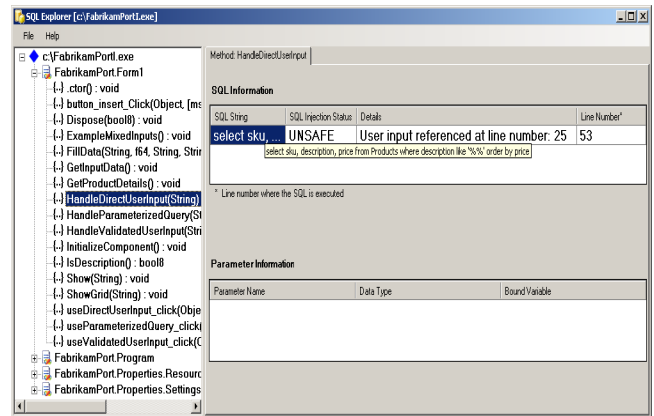 SQL Explorer [c:\FabrikamPortI.exe]
File Help
c:\FabrikamPortI.exe
FabrikamPort.Form1
{..} .ctor() : void
{..} button_insert_Click(Object, [ms
{..} Dispose(bool8)
{..} ExampleMixedInputs() : void
{..} FillData(String, f64, String, Strir
{..} GetInputData() : void
{..} GetProductDetails() : void
{..} HandleDirectUserInput(String)
{..} HandleParameterizedQuery(St
{..} HandleValidatedUserInput(Stri
{..} InitializeComponent() : void
{..} IsDescription() : bool8
{..} Show(String) : void
{..} ShowGrid(String) : void
{..} useDirectUserInput_click(Obje
{..} useParameterizedQuery_click(
{..} useValidatedUserInput_click(O
FabrikamPort.Program
FabrikamPort.Properties.Resourc
FabrikamPort.Properties.Settings
Method: HandleDirectUserInput
SQL Information
SQL String SQL Injection Status Details Line Number*
select sku, ... UNSAFE User input referenced at line number: 25 53
select sku, description, price from Products where description like '%%' order by price
* Line number where the SQL is executed
Parameter Information
Parameter Name Data Type Bound Variable